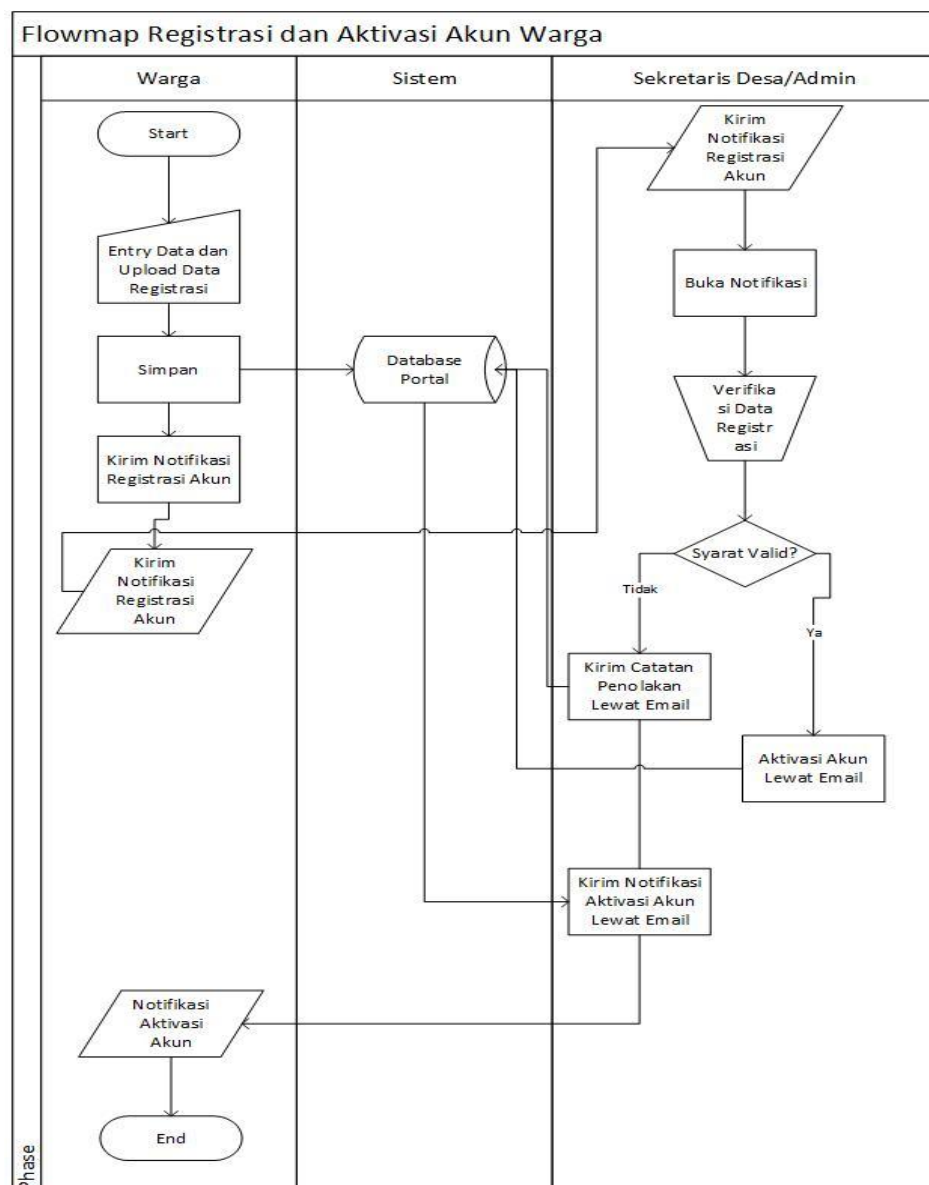 Flowmap Registrasi dan Aktivasi Akun Warga
Warga
Sistem
Sekretaris Desa/Admin
Start
Kirim
Notifikasi
Registrasi
Akun
Entry Data dan
Upload Data
Registrasi
Buka Notifikasi
Simpan
Database
Portal
Verifika
si Data
Registr
asi
Kirim Notifikasi
Registrasi Akun
Syarat Valid?
Kirim
Notifikasi
Registrasi
Akun
Tidak
Ya
Kirim Catatan
Penolakan
Lewat Email
Aktivasi Akun
Lewat Email
Kirim Notifikasi
Aktivasi Akun
Lewat Email
Notifikasi
Aktivasi
Akun
End
Phase